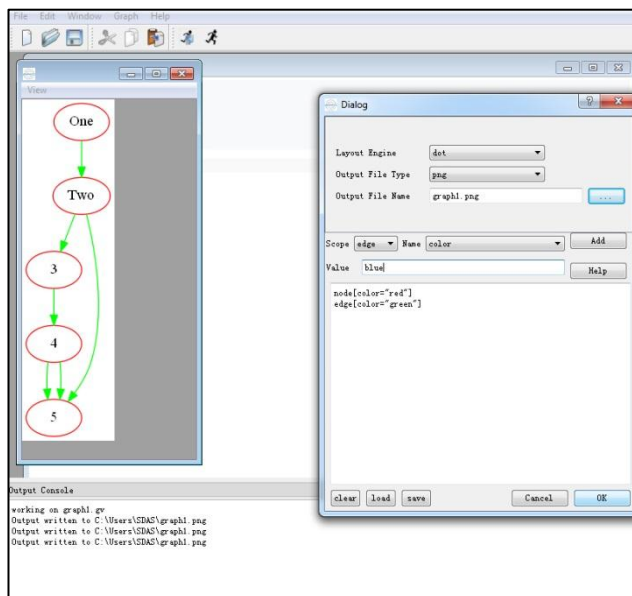 File Edit Window Graph Help
View
One
Two
3
4
5
Dialog
Layout Engine dot
Output File Type png
Output File Name graph1.png ...
Scope edge Name color Add
Value blue Help
node[color="red"]
edge[color="green"]
clear load save Cancel OK
Output Console
working on graph1.gv
Output written to C:\Users\SDAS\graph1.png
Output written to C:\Users\SDAS\graph1.png
Output written to C:\Users\SDAS\graph1.png